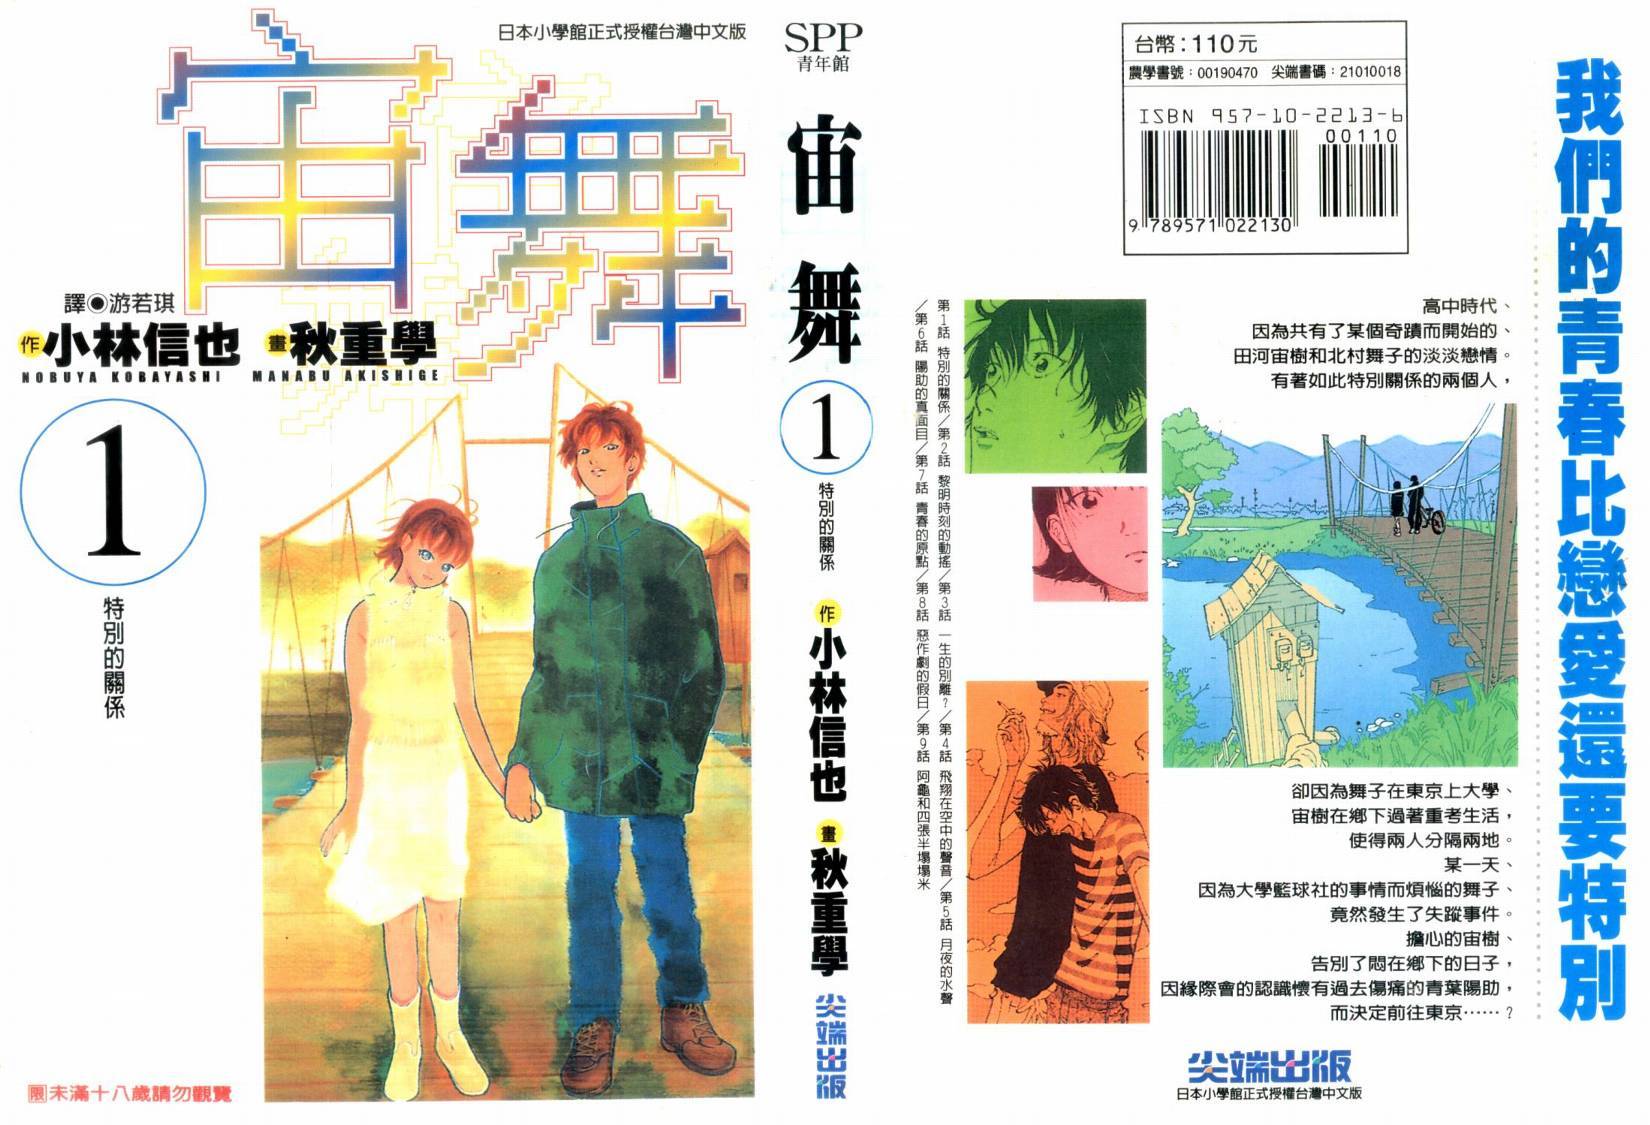 日本小學館正式授權台灣中文版
宙舞
譯◉游若琪
作 小林信也 畫 秋重學
NOBUYA KOBAYASHI MANABU AKISHIGE
1
特別的關係
限未滿十八歲請勿觀覽
SPP
青年館
宙舞
1
特別的關係
作 小林信也
畫 秋重學
尖端出版
台幣：110元
農學書號：00190470 尖端書碼：21010018
ISBN 957-10-2213-6
00110
9 789571 022130
我們的青春比戀愛還要特別
高中時代、
因為共有了某個奇蹟而開始的、
田河宙樹和北村舞子的淡淡戀情。
有著如此特別關係的兩個人，
卻因為舞子在東京上大學、
宙樹在鄉下過著重考生活，
使得兩人分隔兩地。
某一天、
因為大學籃球社的事情而煩惱的舞子、
竟然發生了失蹤事件。
擔心的宙樹、
告別了悶在鄉下的日子，
因緣際會的認識懷有過去傷痛的青葉陽助，
而決定前往東京⋯⋯？
第1話 特別的關係／第2話 黎明時刻的動搖／第3話 一生的別離？／第4話 飛翔在空中的聲音／第5話 月夜的水聲
／第6話 陽助的真面目／第7話 青春的原點／第8話 惡作劇的假日／第9話 阿龜和四張半塌塌米
尖端出版
日本小學館正式授權台灣中文版